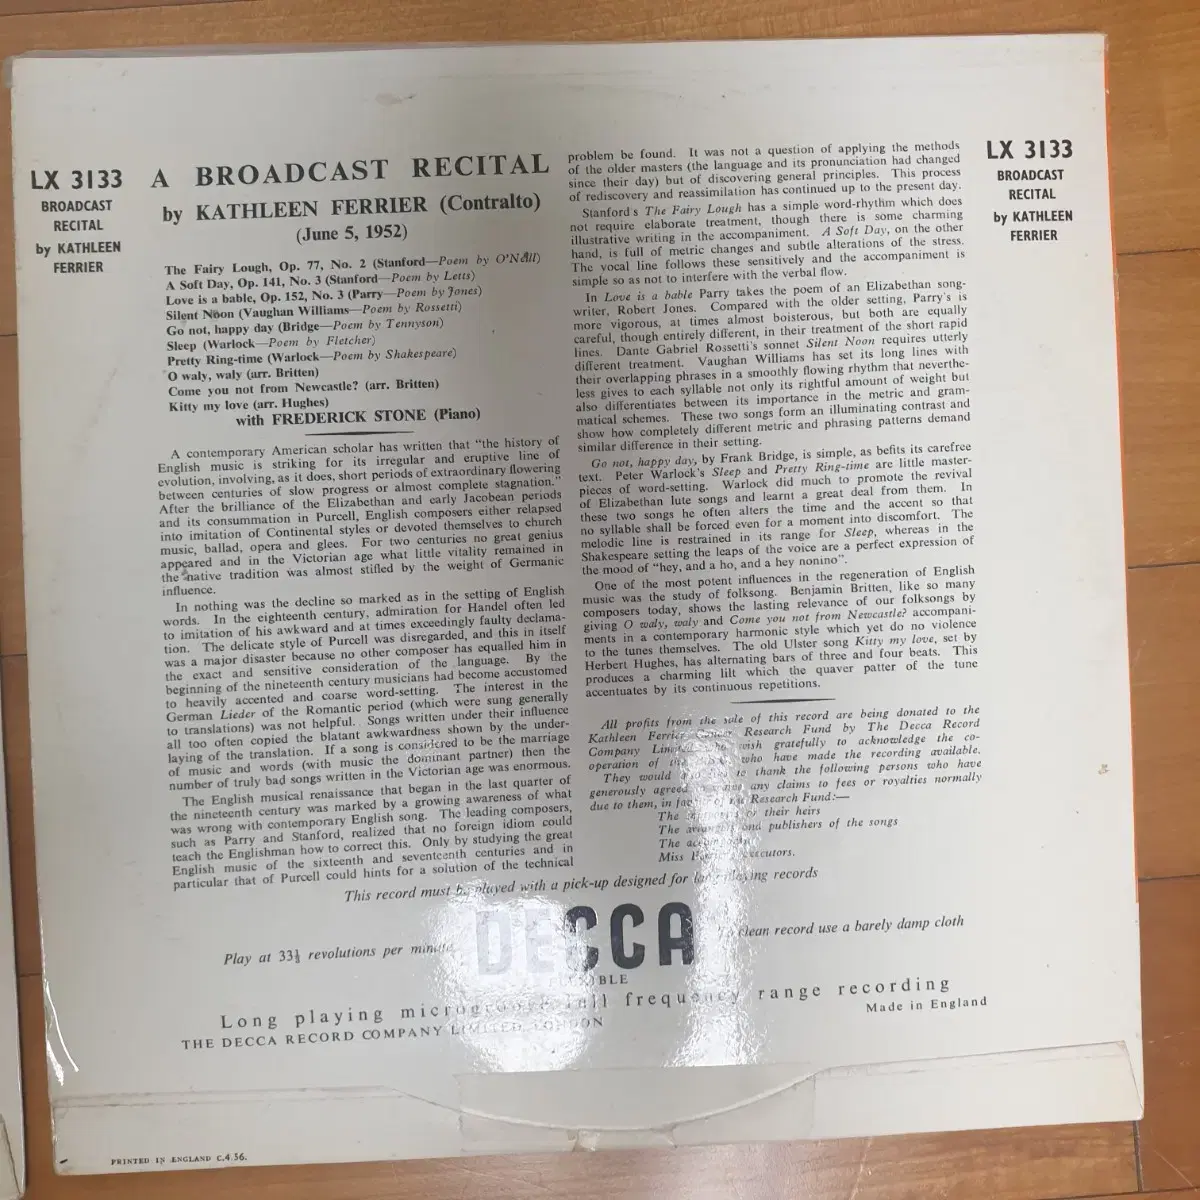 LX 3133
BROADCAST
RECITAL
by KATHLEEN
FERRIER
A BROADCAST RECITAL
by KATHLEEN FERRIER (Contralto)
(June 5, 1952)
The Fairy Lough, Op. 77, No. 2 (Stanford—Poem by O'Neill)
A Soft Day, Op. 141, No. 3 (Stanford—Poem by Letts)
Love is a bable, Op. 152, No. 3 (Parry—Poem by Jones)
Silent Noon (Vaughan Williams—Poem by Rossetti)
Go not, happy day (Bridge—Poem by Tennyson)
Sleep (Warlock—Poem by Fletcher)
Pretty Ring-time (Warlock—Poem by Shakespeare)
O waly, waly (arr. Britten)
Come you not from Newcastle? (arr. Britten)
Kitty my love (arr. Hughes)
with FREDERICK STONE (Piano)
A contemporary American scholar has written that "the history of
English music is striking for its irregular and eruptive line of
evolution, involving, as it does, short periods of extraordinary flowering
between centuries of slow progress or almost complete stagnation."
After the brilliance of the Elizabethan and early Jacobean periods
and its consummation in Purcell, English composers either relapsed
into imitation of Continental styles or devoted themselves to church
music, ballad, opera and glees. For two centuries no great genius
appeared and in the Victorian age what little vitality remained in
the native tradition was almost stifled by the weight of Germanic
influence.
In nothing was the decline so marked as in the setting of English
words. In the eighteenth century, admiration for Handel often led
to imitation of his awkward and at times exceedingly faulty declama-
tion. The delicate style of Purcell was disregarded, and this in itself
was a major disaster because no other composer has equalled him in
the exact and sensitive consideration of the language. By the
beginning of the nineteenth century musicians had become accustomed
to heavily accented and coarse word-setting. The interest in the
German Lieder of the Romantic period (which were sung generally
to translations) was not helpful. Songs written under their influence
all too often copied the blatant awkwardness shown by the under-
laying of the translation. If a song is considered to be the marriage
of music and words (with music the dominant partner) then the
number of truly bad songs written in the Victorian age was enormous.
The English musical renaissance that began in the last quarter of
the nineteenth century was marked by a growing awareness of what
was wrong with contemporary English song. The leading composers,
such as Parry and Stanford, realized that no foreign idiom could
teach the Englishman how to correct this. Only by studying the great
English music of the sixteenth and seventeenth centuries and in
particular that of Purcell could hints for a solution of the technical
problem be found. It was not a question of applying the methods
of the older masters (the language and its pronunciation had changed
since their day) but of discovering general principles. This process
of rediscovery and reassimilation has continued up to the present day.
Stanford's The Fairy Lough has a simple word-rhythm which does
not require elaborate treatment, though there is some charming
illustrative writing in the accompaniment. A Soft Day, on the other
hand, is full of metric changes and subtle alterations of the stress.
The vocal line follows these sensitively and the accompaniment is
simple so as not to interfere with the verbal flow.
In Love is a bable Parry takes the poem of an Elizabethan song-
writer, Robert Jones. Compared with the older setting, Parry's is
more vigorous, at times almost boisterous, but both are equally
careful, though entirely different, in their treatment of the short rapid
lines. Dante Gabriel Rossetti's sonnet Silent Noon requires utterly
different treatment. Vaughan Williams has set its long lines with
their overlapping phrases in a smoothly flowing rhythm that neverthe-
less gives to each syllable not only its rightful amount of weight but
also differentiates between its importance in the metric and gram-
matical schemes. These two songs form an illuminating contrast and
show how completely different metric and phrasing patterns demand
similar difference in their setting.
Go not, happy day, by Frank Bridge, is simple, as befits its carefree
text. Peter Warlock's Sleep and Pretty Ring-time are little master-
pieces of word-setting. Warlock did much to promote the revival
of Elizabethan lute songs and learnt a great deal from them. In
these two songs he often alters the time and the accent so that
no syllable shall be forced even for a moment into discomfort. The
melodic line is restrained in its range for Sleep, whereas in the
Shakespeare setting the leaps of the voice are a perfect expression of
the mood of "hey, and a ho, and a hey nonino".
One of the most potent influences in the regeneration of English
music was the study of folksong. Benjamin Britten, like so many
composers today, shows the lasting relevance of our folksongs by
giving O waly, waly and Come you not from Newcastle? accompani-
ments in a contemporary harmonic style which yet do no violence
to the tunes themselves. The old Ulster song Kitty my love, set by
Herbert Hughes, has alternating bars of three and four beats. This
produces a charming lilt which the quaver patter of the tune
accentuates by its continuous repetitions.
All profits from the sale of this record are being donated to the
Kathleen Ferrier Cancer Research Fund by The Decca Record
Company Limited wish gratefully to acknowledge the co-
operation of the who have made the recording available.
They would also like to thank the following persons who have
generously agreed any claims to fees or royalties normally
due to them, in Research Fund:—
The or their heirs
The and publishers of the songs
The
Miss executors.
This record must be played with a pick-up designed for long playing records
Play at 33⅓ revolutions per minute
DECCA
To clean record use a barely damp cloth
Long playing microgroove full frequency range recording
THE DECCA RECORD COMPANY LIMITED, LONDON
Made in England
PRINTED IN ENGLAND C.4.56.
LX 3133
BROADCAST
RECITAL
by KATHLEEN
FERRIER